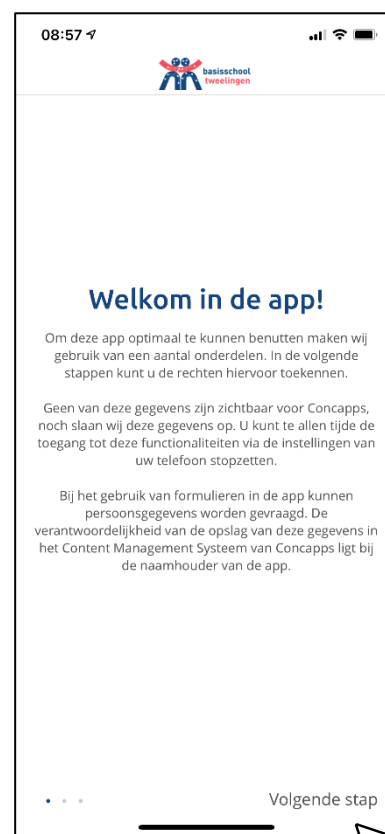 08:57
basisschool
tweelingen
Welkom in de app!
Om deze app optimaal te kunnen benutten maken wij
gebruik van een aantal onderdelen. In de volgende
stappen kunt u de rechten hiervoor toekennen.
Geen van deze gegevens zijn zichtbaar voor Concapps,
noch slaan wij deze gegevens op. U kunt te allen tijde de
toegang tot deze functionaliteiten via de instellingen van
uw telefoon stopzetten.
Bij het gebruik van formulieren in de app kunnen
persoonsgegevens worden gevraagd. De
verantwoordelijkheid van de opslag van deze gegevens in
het Content Management Systeem van Concapps ligt bij
de naamhouder van de app.
Volgende stap